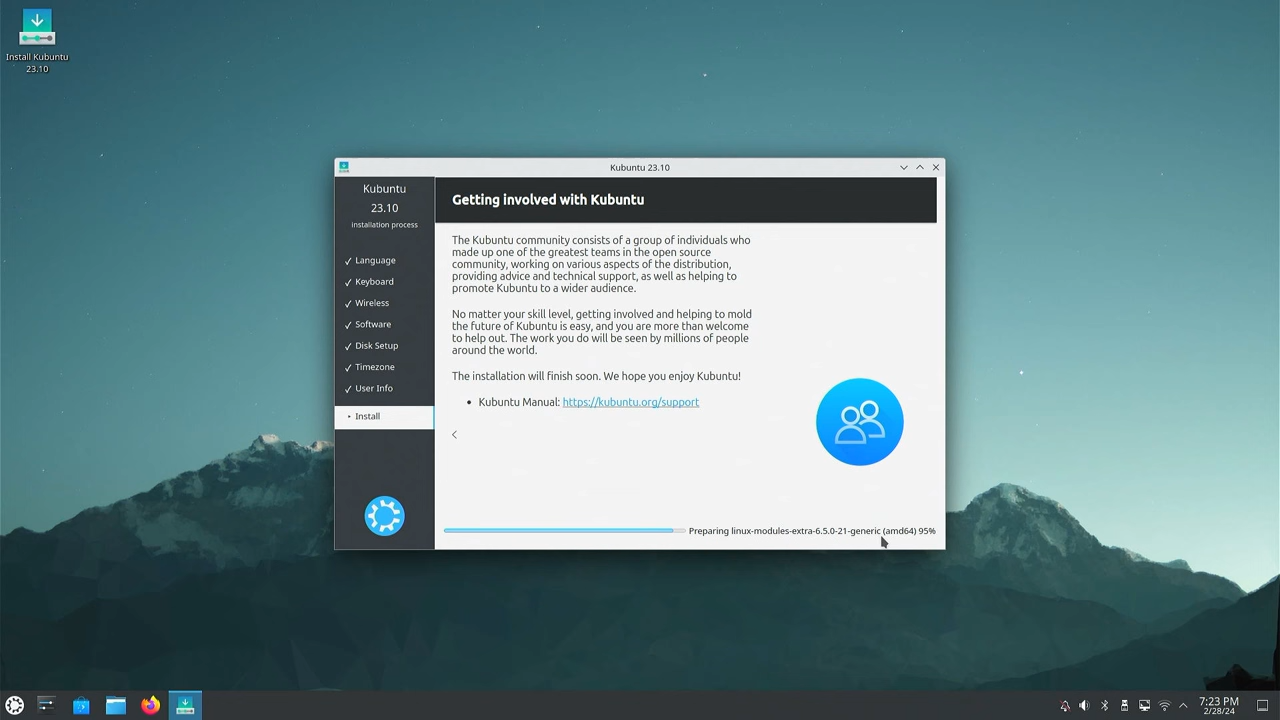 Install Kubuntu
23.10
Kubuntu 23.10
Kubuntu
23.10
installation process
✓ Language
✓ Keyboard
✓ Wireless
✓ Software
✓ Disk Setup
✓ Timezone
✓ User Info
‣ Install
Getting involved with Kubuntu
The Kubuntu community consists of a group of individuals who
made up one of the greatest teams in the open source
community, working on various aspects of the distribution,
providing advice and technical support, as well as helping to
promote Kubuntu to a wider audience.
No matter your skill level, getting involved and helping to mold
the future of Kubuntu is easy, and you are more than welcome
to help out. The work you do will be seen by millions of people
around the world.
The installation will finish soon. We hope you enjoy Kubuntu!
• Kubuntu Manual: https://kubuntu.org/support
Preparing linux-modules-extra-6.5.0-21-generic (amd64) 95%
7:23 PM
2/28/24